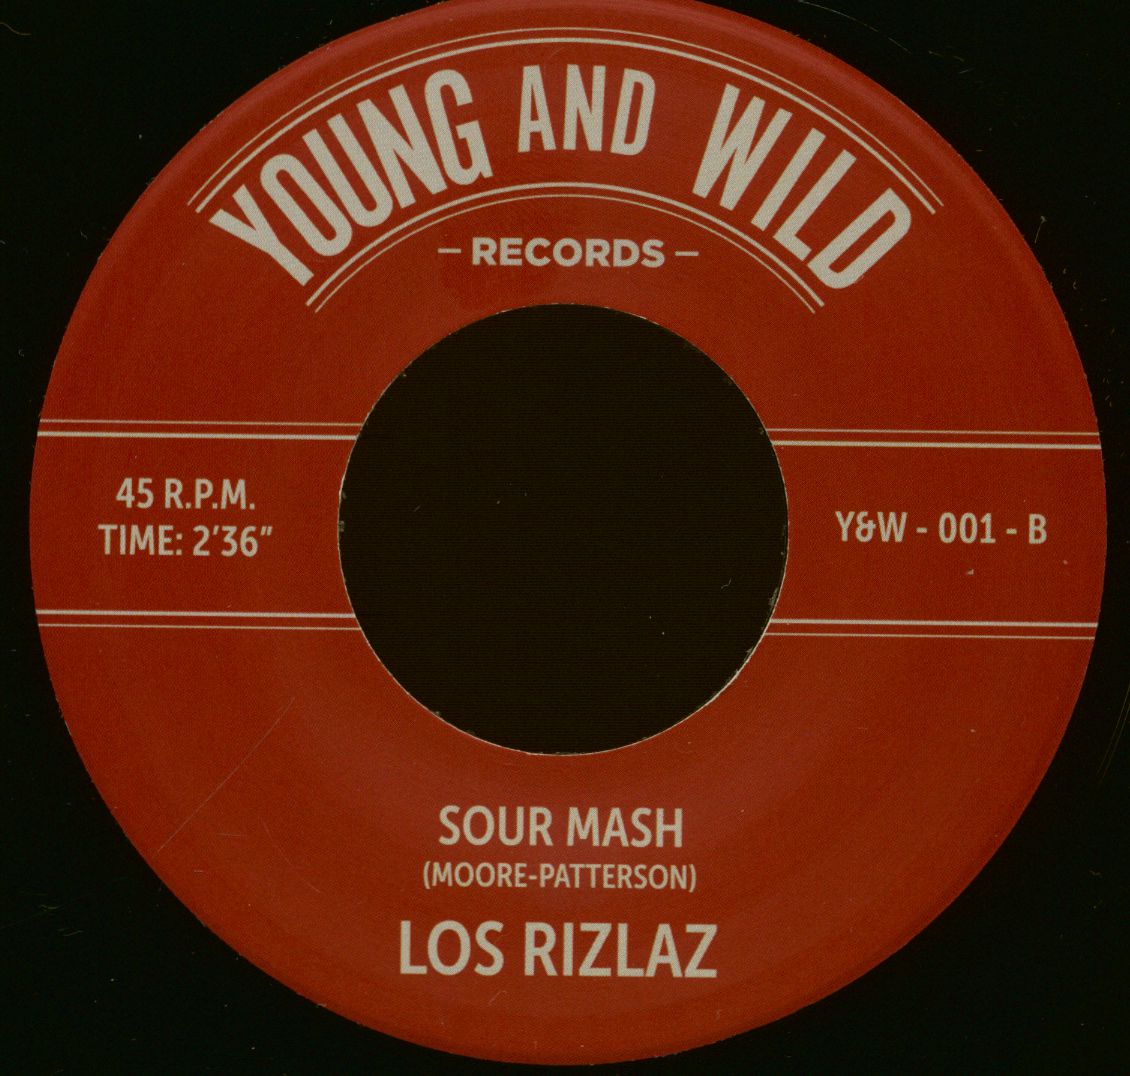 YOUNG AND WILD
– RECORDS –
45 R.P.M.
TIME: 2'36"
Y&W - 001 - B
SOUR MASH
(MOORE-PATTERSON)
LOS RIZLAZ